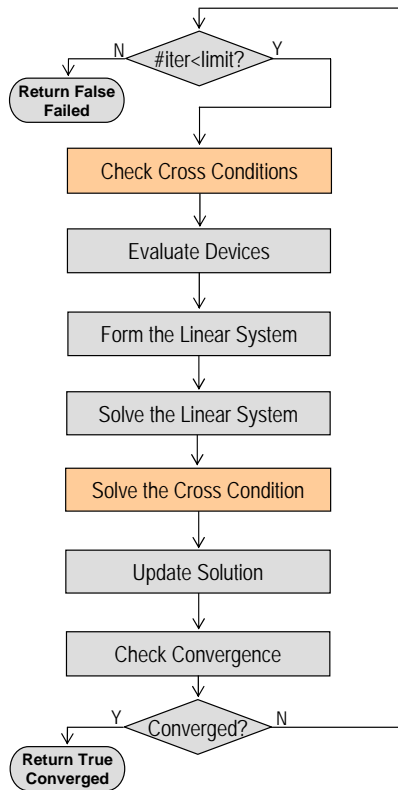 N
#iter<limit?
Y
Return False
Failed
Check Cross Conditions
Evaluate Devices
Form the Linear System
Solve the Linear System
Solve the Cross Condition
Update Solution
Check Convergence
Y
Converged?
N
Return True
Converged